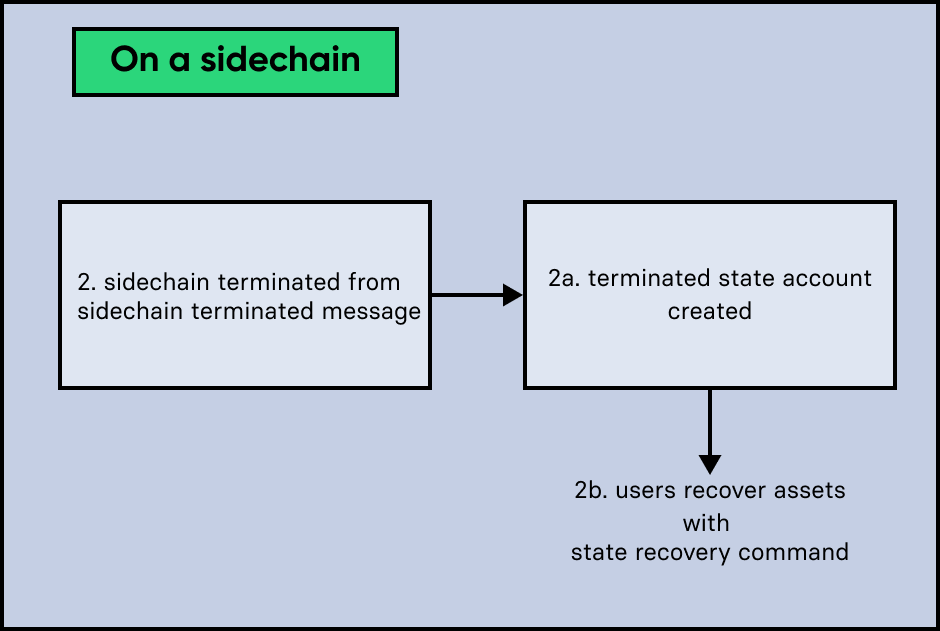 On a sidechain
2. sidechain terminated from
sidechain terminated message
2a. terminated state account
created
2b. users recover assets
with
state recovery command